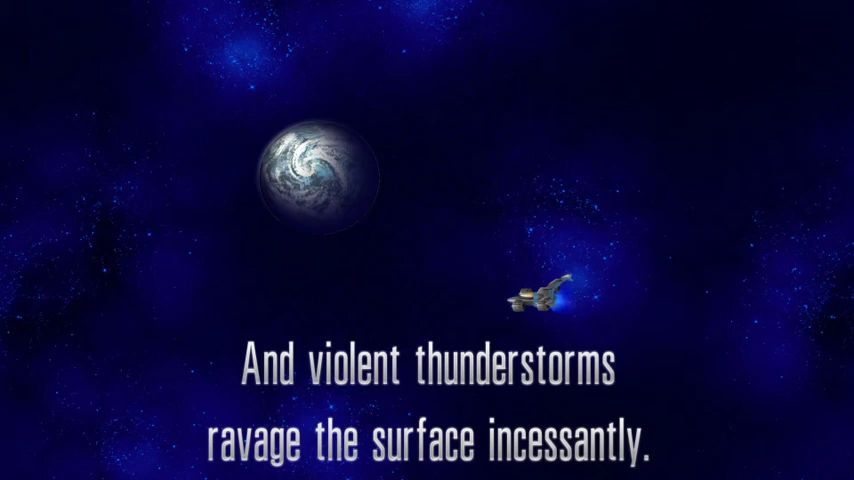 And violent thunderstorms
ravage the surface incessantly.